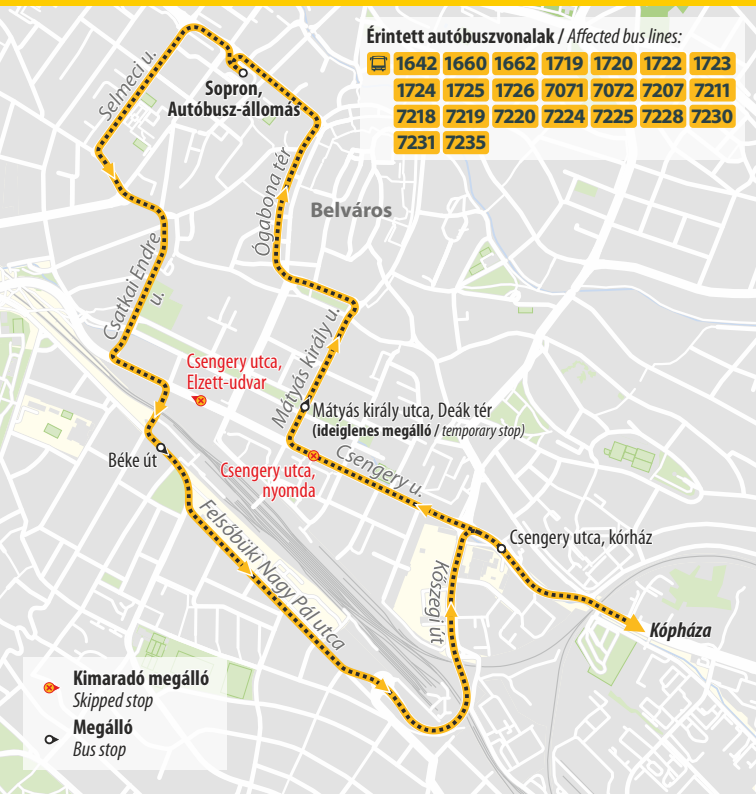 Érintett autóbuszvonalak / Affected bus lines:
1642 1660 1662 1719 1720 1722 1723
1724 1725 1726 7071 7072 7207 7211
7218 7219 7220 7224 7225 7228 7230
7231 7235
Selmeci u.
Sopron,
Autóbusz-állomás
Ógabona tér
Belváros
Csatkai Endre
u.
Mátyás király u.
Csengery utca,
Elzett-udvar
Mátyás király utca, Deák tér
(ideiglenes megálló / temporary stop)
Béke út
Csengery utca,
nyomda
Csengery u.
Felsőbüki Nagy Pál utca
Csengery utca, kórház
Kőszegi út
Kópháza
Kimaradó megálló
Skipped stop
Megálló
Bus stop